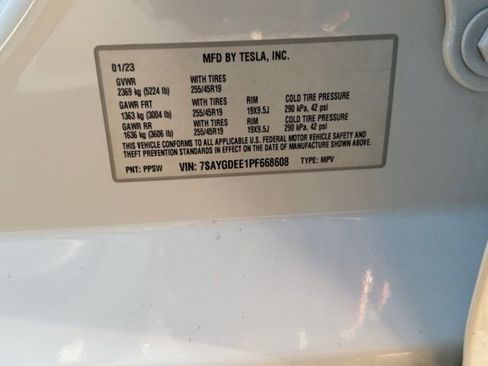 MFD BY TESLA, INC.
01/23
GVWR WITH TIRES
2369 kg (5224 lb) 255/45R19
GAWR FRT WITH TIRES RIM COLD TIRE PRESSURE
1363 kg (3004 lb) 255/45R19 19X9.5J 290 kPa, 42 psi
GAWR RR WITH TIRES RIM COLD TIRE PRESSURE
1636 kg (3606 lb) 255/45R19 19X9.5J 290 kPa, 42 psi
THIS VEHICLE CONFORMS TO ALL APPLICABLE U.S. FEDERAL MOTOR VEHICLE SAFETY AND
THEFT PREVENTION STANDARDS IN EFFECT ON THE DATE OF MANUFACTURE SHOWN ABOVE.
PNT: PPSW VIN: 7SAYGDEE1PF668608 TYPE: MPV